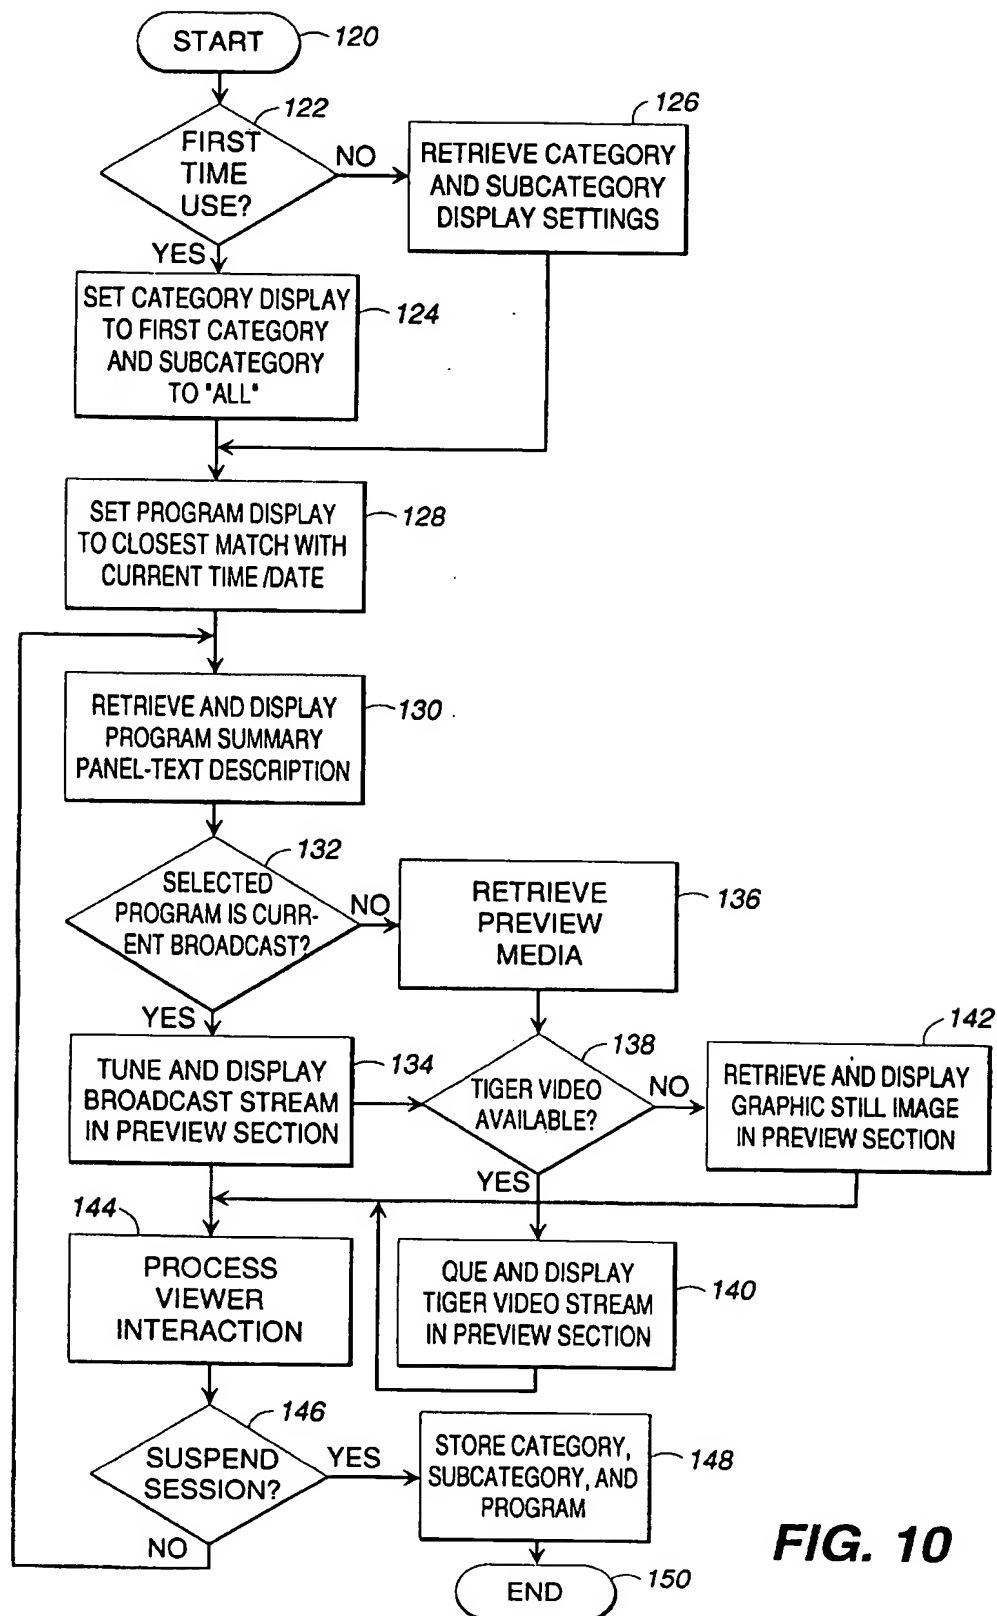 START
120
122
FIRST
TIME
USE?
NO
126
RETRIEVE CATEGORY
AND SUBCATEGORY
DISPLAY SETTINGS
YES
SET CATEGORY DISPLAY
TO FIRST CATEGORY
AND SUBCATEGORY
TO "ALL"
124
SET PROGRAM DISPLAY
TO CLOSEST MATCH WITH
CURRENT TIME /DATE
128
RETRIEVE AND DISPLAY
PROGRAM SUMMARY
PANEL-TEXT DESCRIPTION
130
132
SELECTED
PROGRAM IS CURR-
ENT BROADCAST?
NO
RETRIEVE
PREVIEW
MEDIA
136
YES
TUNE AND DISPLAY
BROADCAST STREAM
IN PREVIEW SECTION
134
138
TIGER VIDEO
AVAILABLE?
NO
142
RETRIEVE AND DISPLAY
GRAPHIC STILL IMAGE
IN PREVIEW SECTION
YES
144
PROCESS
VIEWER
INTERACTION
QUE AND DISPLAY
TIGER VIDEO STREAM
IN PREVIEW SECTION
140
146
SUSPEND
SESSION?
YES
STORE CATEGORY,
SUBCATEGORY, AND
PROGRAM
148
NO
END
150
FIG. 10